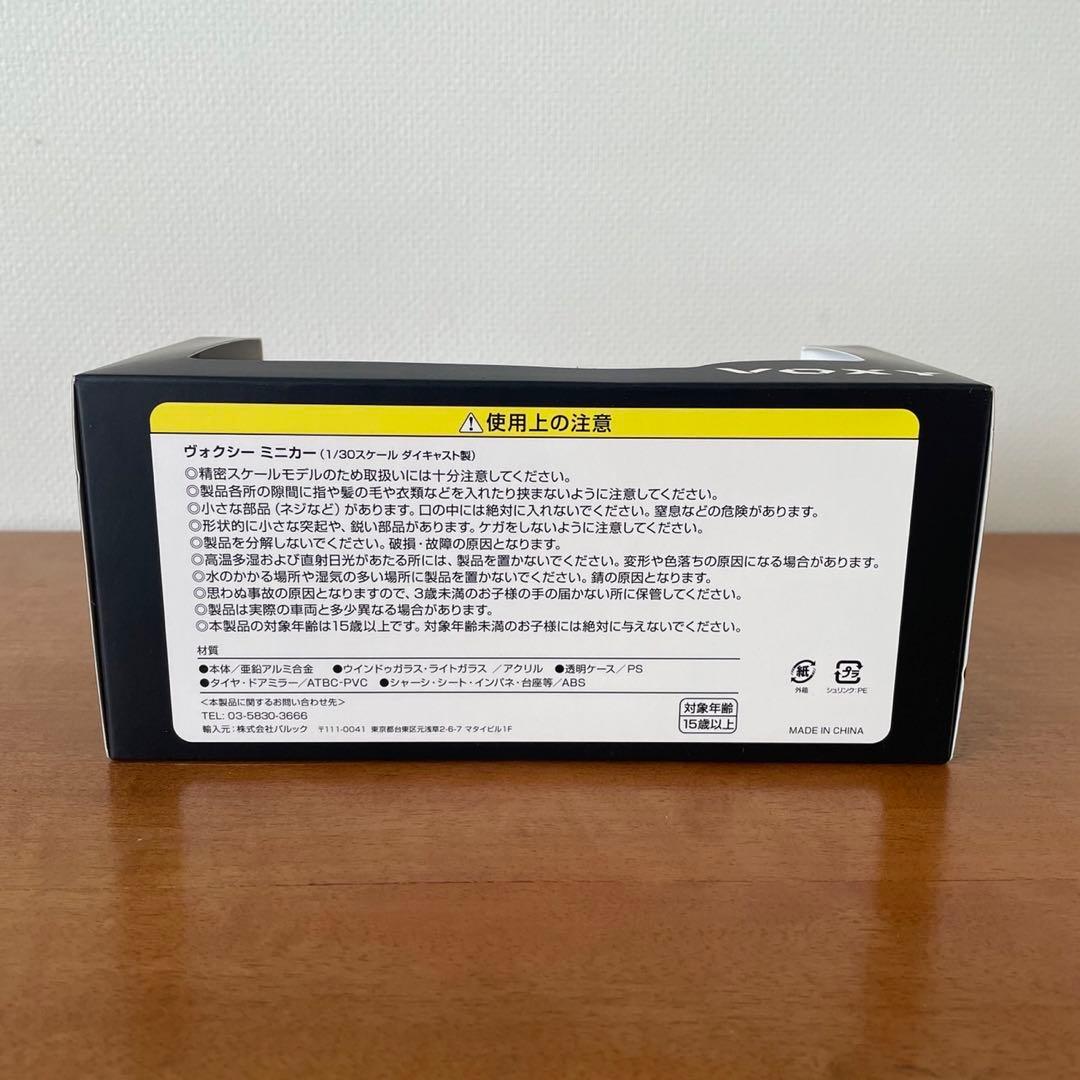 VOXY
⚠使用上の注意
ヴォクシー ミニカー(1/30スケール ダイキャスト製)
◎精密スケールモデルのため取扱いには十分注意してください。
◎製品各所の隙間に指や髪の毛や衣類などを入れたり挟まないように注意してください。
◎小さな部品(ネジなど)があります。口の中には絶対に入れないでください。窒息などの危険があります。
◎形状的に小さな突起や、鋭い部品があります。ケガをしないように注意してください。
◎製品を分解しないでください。破損・故障の原因となります。
◎高温多湿および直射日光があたる所には、製品を置かないでください。変形や色落ちの原因になる場合があります。
◎水のかかる場所や湿気の多い場所に製品を置かないでください。錆の原因となります。
◎思わぬ事故の原因となりますので、3歳未満のお子様の手の届かない所に保管してください。
◎製品は実際の車両と多少異なる場合があります。
◎本製品の対象年齢は15歳以上です。対象年齢未満のお子様には絶対に与えないでください。
材質
●本体/亜鉛アルミ合金 ●ウインドゥガラス・ライトガラス /アクリル ●透明ケース/PS
●タイヤ・ドアミラー/ATBC-PVC ●シャーシ・シート・インパネ・台座等/ABS
<本製品に関するお問い合わせ先>
TEL: 03-5830-3666
輸入元:株式会社パルック 〒111-0041 東京都台東区元浅草2-6-7 マタイビル1F
対象年齢
15歳以上
紙
外箱
プラ
シュリンク:PE
MADE IN CHINA